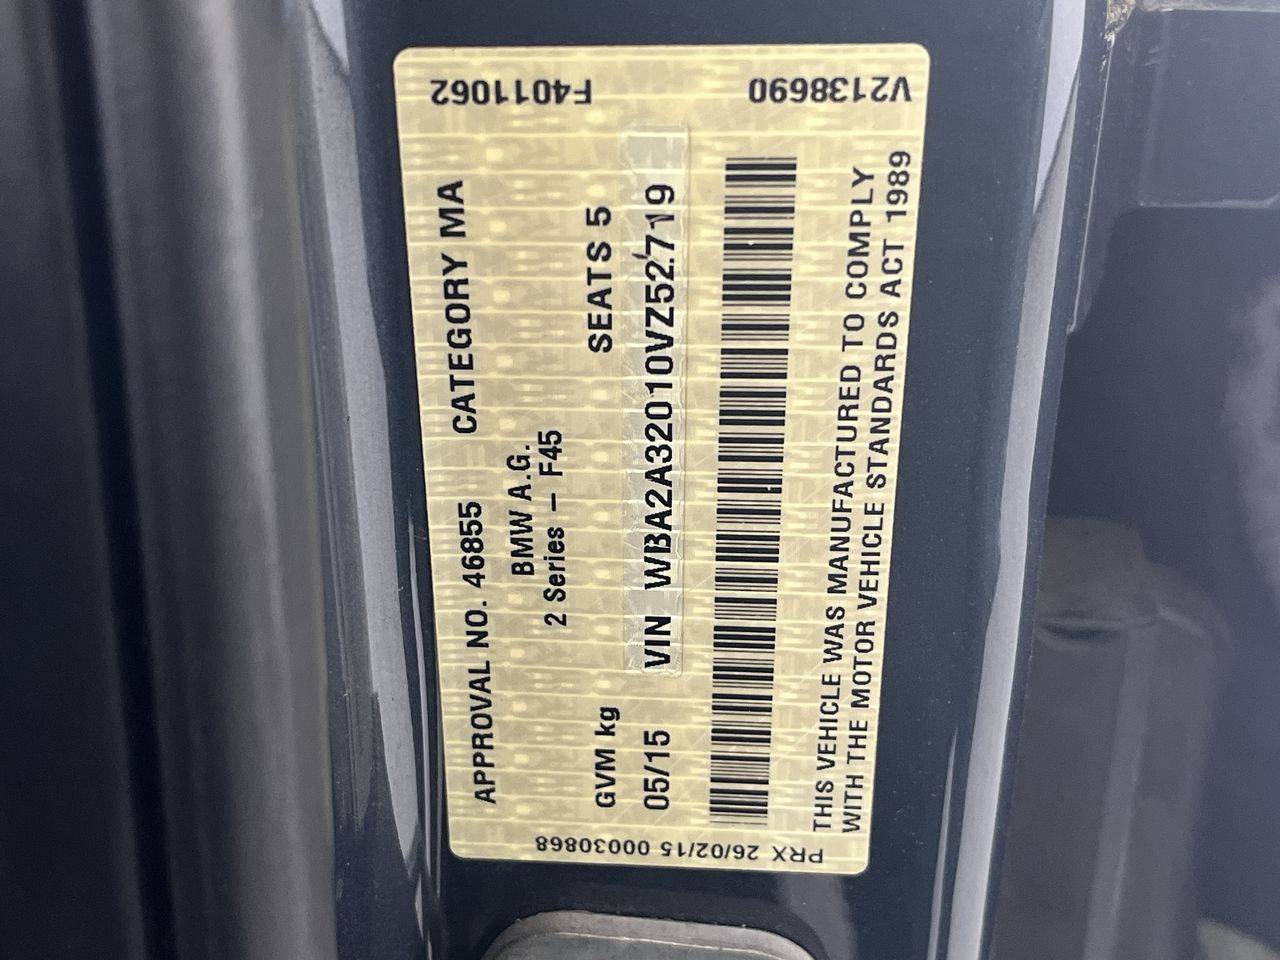 APPROVAL NO. 46855 CATEGORY MA
BMW A.G.
2 Series – F45
GVM kg SEATS 5
05/15 VIN WBA2A32010VZ52719
THIS VEHICLE WAS MANUFACTURED TO COMPLY
WITH THE MOTOR VEHICLE STANDARDS ACT 1989
F4011062
V2138690
PRX 26/02/15 00030868